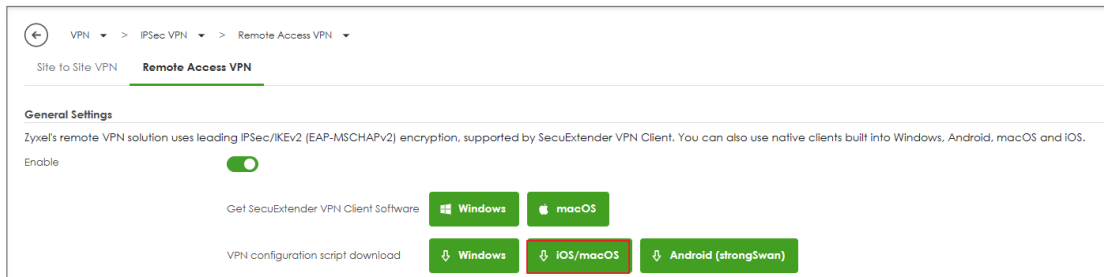 VPN > IPSec VPN > Remote Access VPN
Site to Site VPN Remote Access VPN
General Settings
Zyxel's remote VPN solution uses leading IPSec/IKEv2 (EAP-MSCHAPv2) encryption, supported by SecuExtender VPN Client. You can also use native clients built into Windows, Android, macOS and iOS.
Enable
Get SecuExtender VPN Client Software Windows macOS
VPN configuration script download Windows iOS/macOS Android (strongSwan)